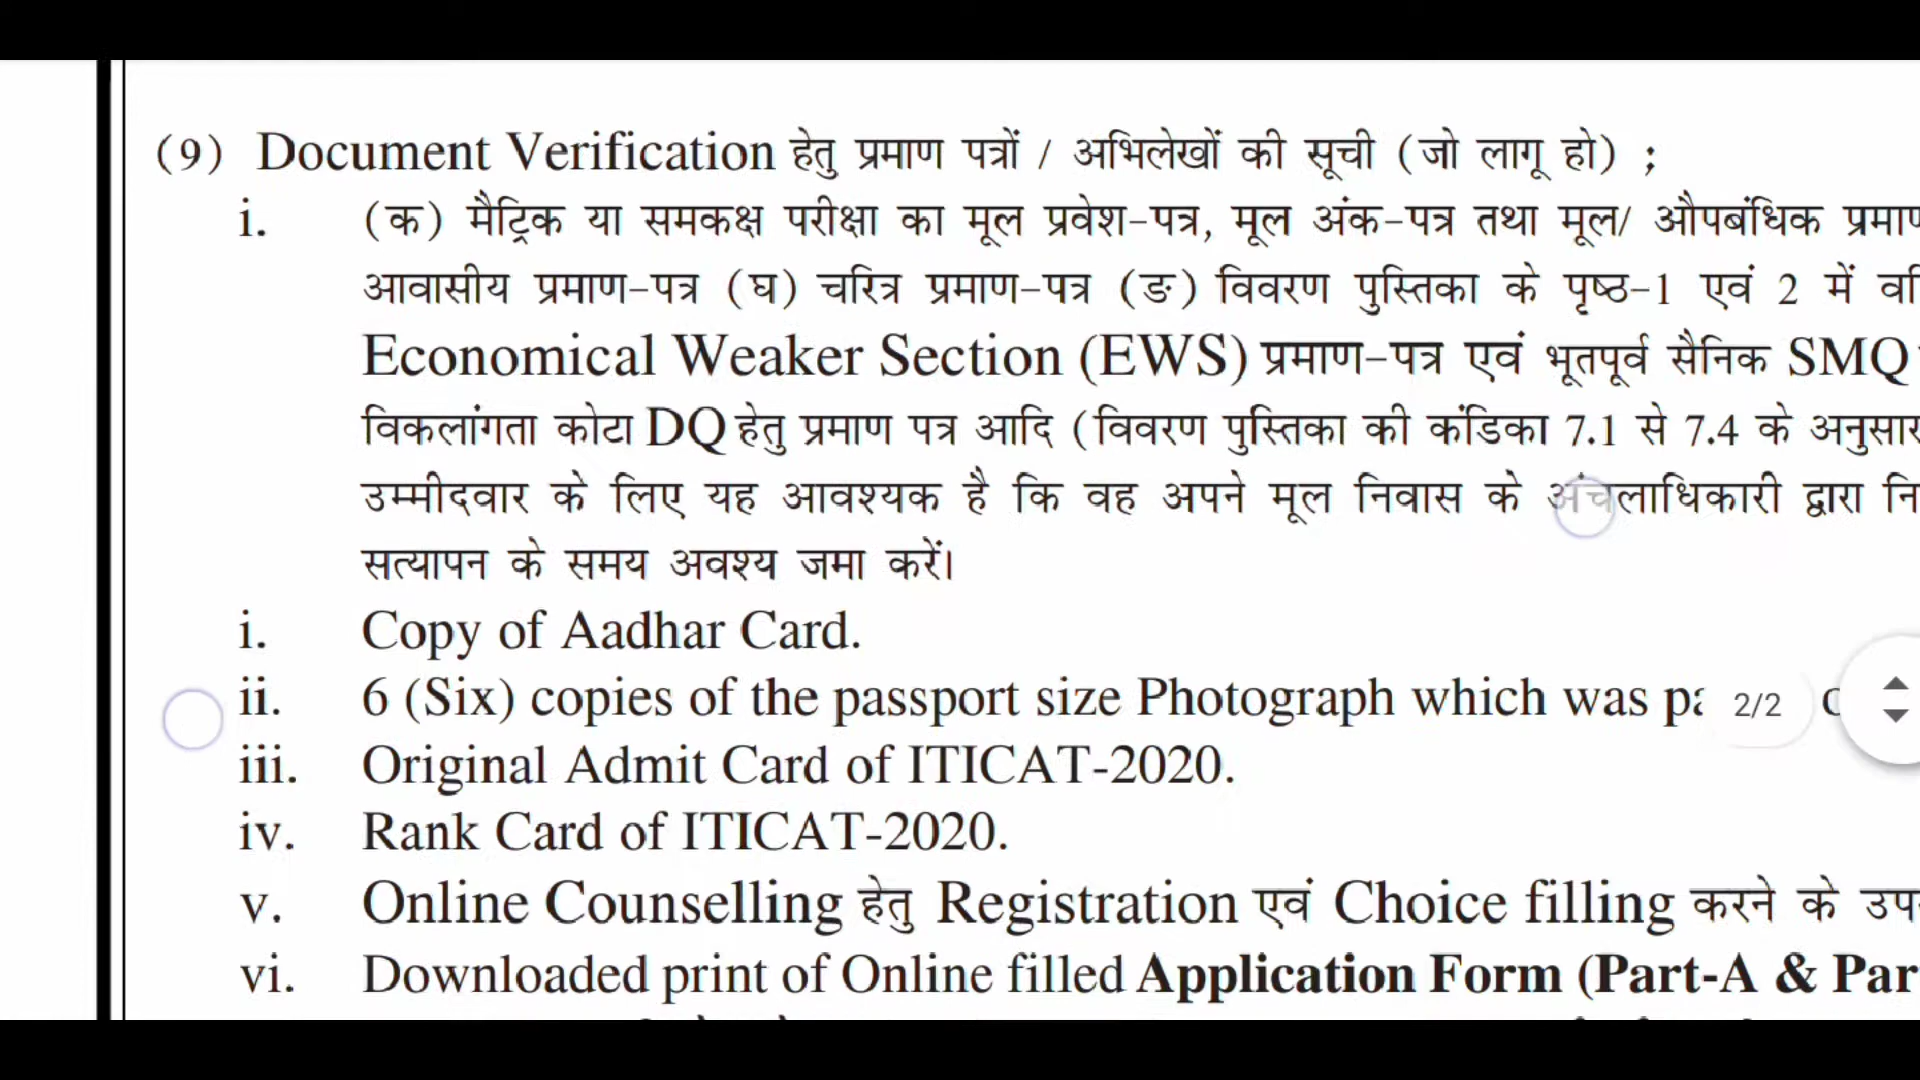 (9) Document Verification हेतु प्रमाण पत्रों / अभिलेखों की सूची (जो लागू हो) ;
i. (क) मैट्रिक या समकक्ष परीक्षा का मूल प्रवेश-पत्र, मूल अंक-पत्र तथा मूल/ औपबंधिक
आवासीय प्रमाण-पत्र (घ) चरित्र प्रमाण-पत्र (ङ) विवरण पुस्तिका के पृष्ठ-1 एवं 2 में
Economical Weaker Section (EWS) प्रमाण-पत्र एवं भूतपूर्व सैनिक SMQ
विकलांगता कोटा DQ हेतु प्रमाण पत्र आदि (विवरण पुस्तिका की कंडिका 7.1 से 7.4 के अनुसार
उम्मीदवार के लिए यह आवश्यक है कि वह अपने मूल निवास के अंचलाधिकारी द्वारा
सत्यापन के समय अवश्य जमा करें।
i. Copy of Aadhar Card.
ii. 6 (Six) copies of the passport size Photograph which was
2/2
iii. Original Admit Card of ITICAT-2020.
iv. Rank Card of ITICAT-2020.
v. Online Counselling हेतु Registration एवं Choice filling करने के
vi. Downloaded print of Online filled Application Form (Part-A &